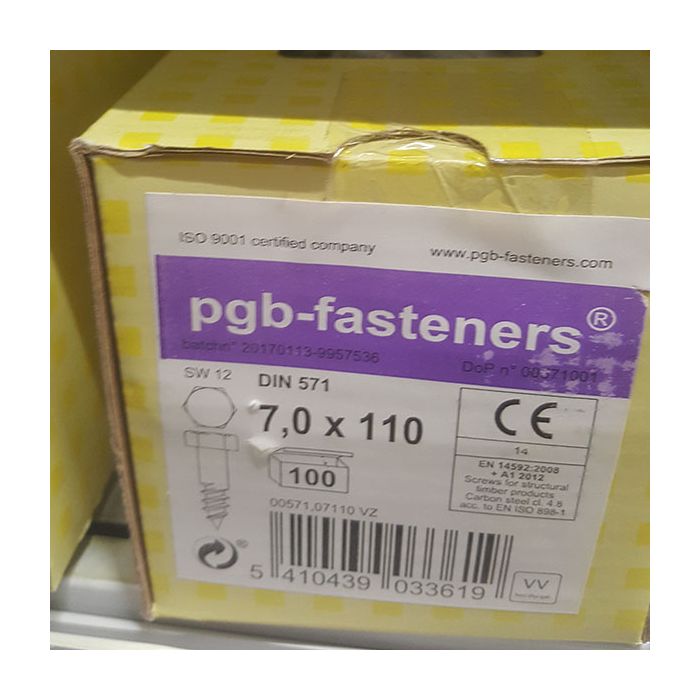 ISO 9001 certified company
www.pgb-fasteners.com
pgb-fasteners®
batchn° 20170113-9957536
DoP n° 00571001
SW 12
DIN 571
7,0 x 110
100
CE
14
EN 14592:2008
+ A1 2012
Screws for structural
timber products
Carbon steel cl. 4.8
acc. to EN ISO 898-1
00571,07110 VZ
®
5 410439 033619
VV